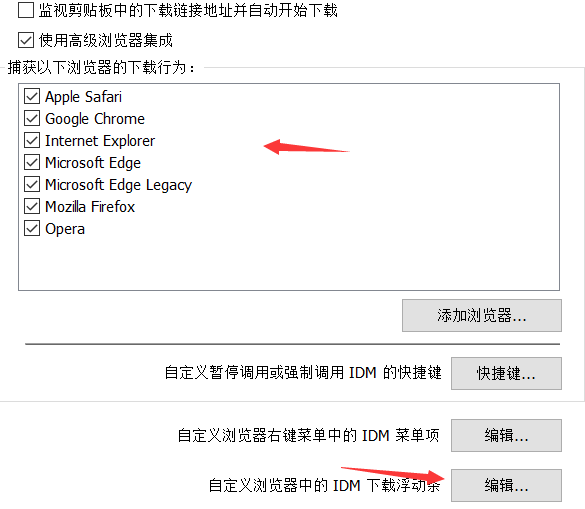 监视剪贴板中的下载链接地址并自动开始下载
使用高级浏览器集成
捕获以下浏览器的下载行为：
Apple Safari
Google Chrome
Internet Explorer
Microsoft Edge
Microsoft Edge Legacy
Mozilla Firefox
Opera
添加浏览器...
自定义暂停调用或强制调用 IDM 的快捷键 快捷键...
自定义浏览器右键菜单中的 IDM 菜单项 编辑...
自定义浏览器中的 IDM 下载浮动条 编辑...